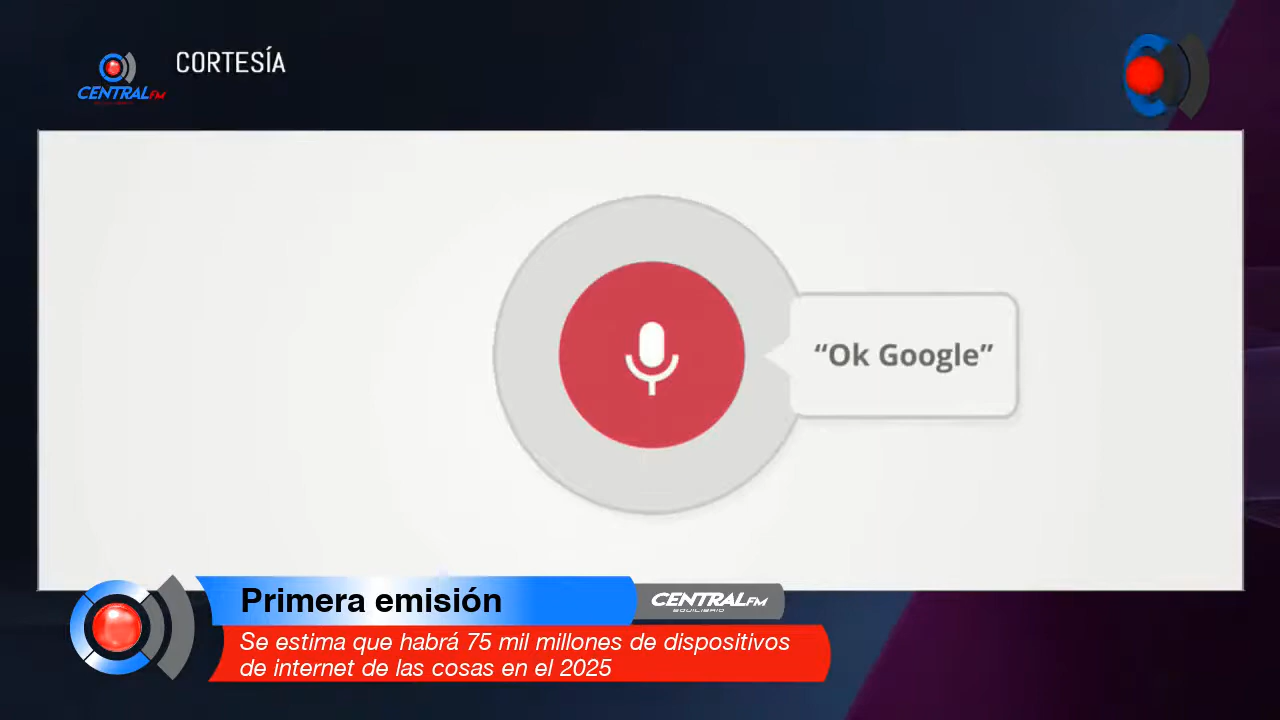 CENTRAL FM
CORTESÍA
“Ok Google”
Primera emisión
CENTRAL FM
EQUILIBRIO
Se estima que habrá 75 mil millones de dispositivos
de internet de las cosas en el 2025